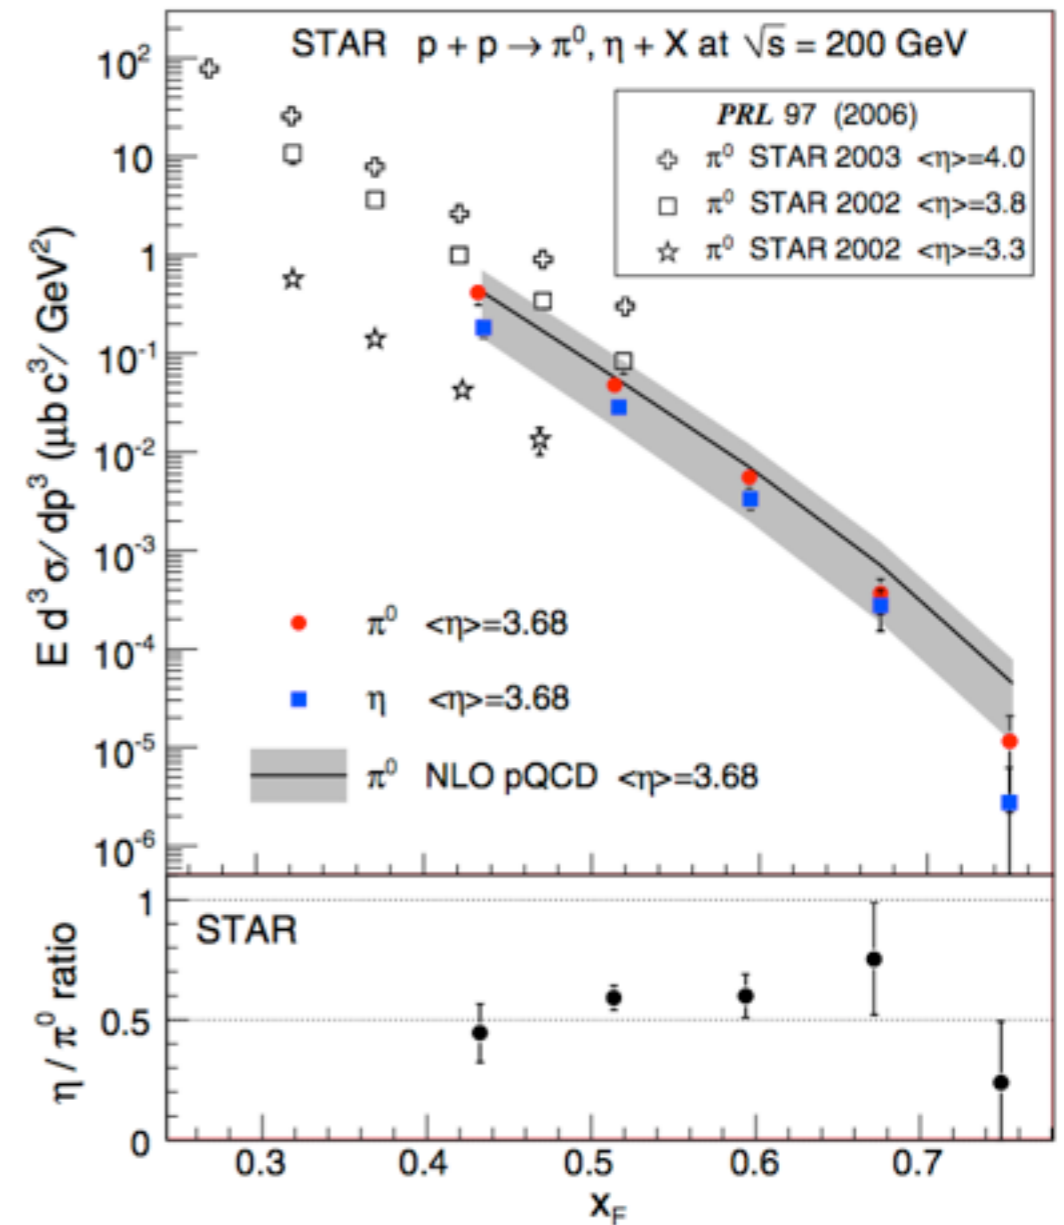 STAR p + p → π⁰, η + X at √s = 200 GeV
PRL 97 (2006)
π⁰ STAR 2003 <η>=4.0
π⁰ STAR 2002 <η>=3.8
π⁰ STAR 2002 <η>=3.3
E d³σ/dp³ (μb c³/ GeV²)
10²
10
1
10⁻¹
10⁻²
10⁻³
10⁻⁴
10⁻⁵
10⁻⁶
π⁰ <η>=3.68
η <η>=3.68
π⁰ NLO pQCD <η>=3.68
STAR
η / π⁰ ratio
1
0.5
0
0.3 0.4 0.5 0.6 0.7
x_F